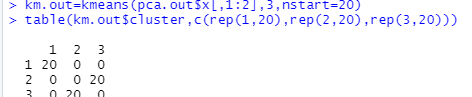 > km.out=kmeans(pca.out$x[,1:2],3,nstart=20)
> table(km.out$cluster,c(rep(1,20),rep(2,20),rep(3,20)))
1 2 3
1 20 0 0
2 0 0 20
3 0 20 0